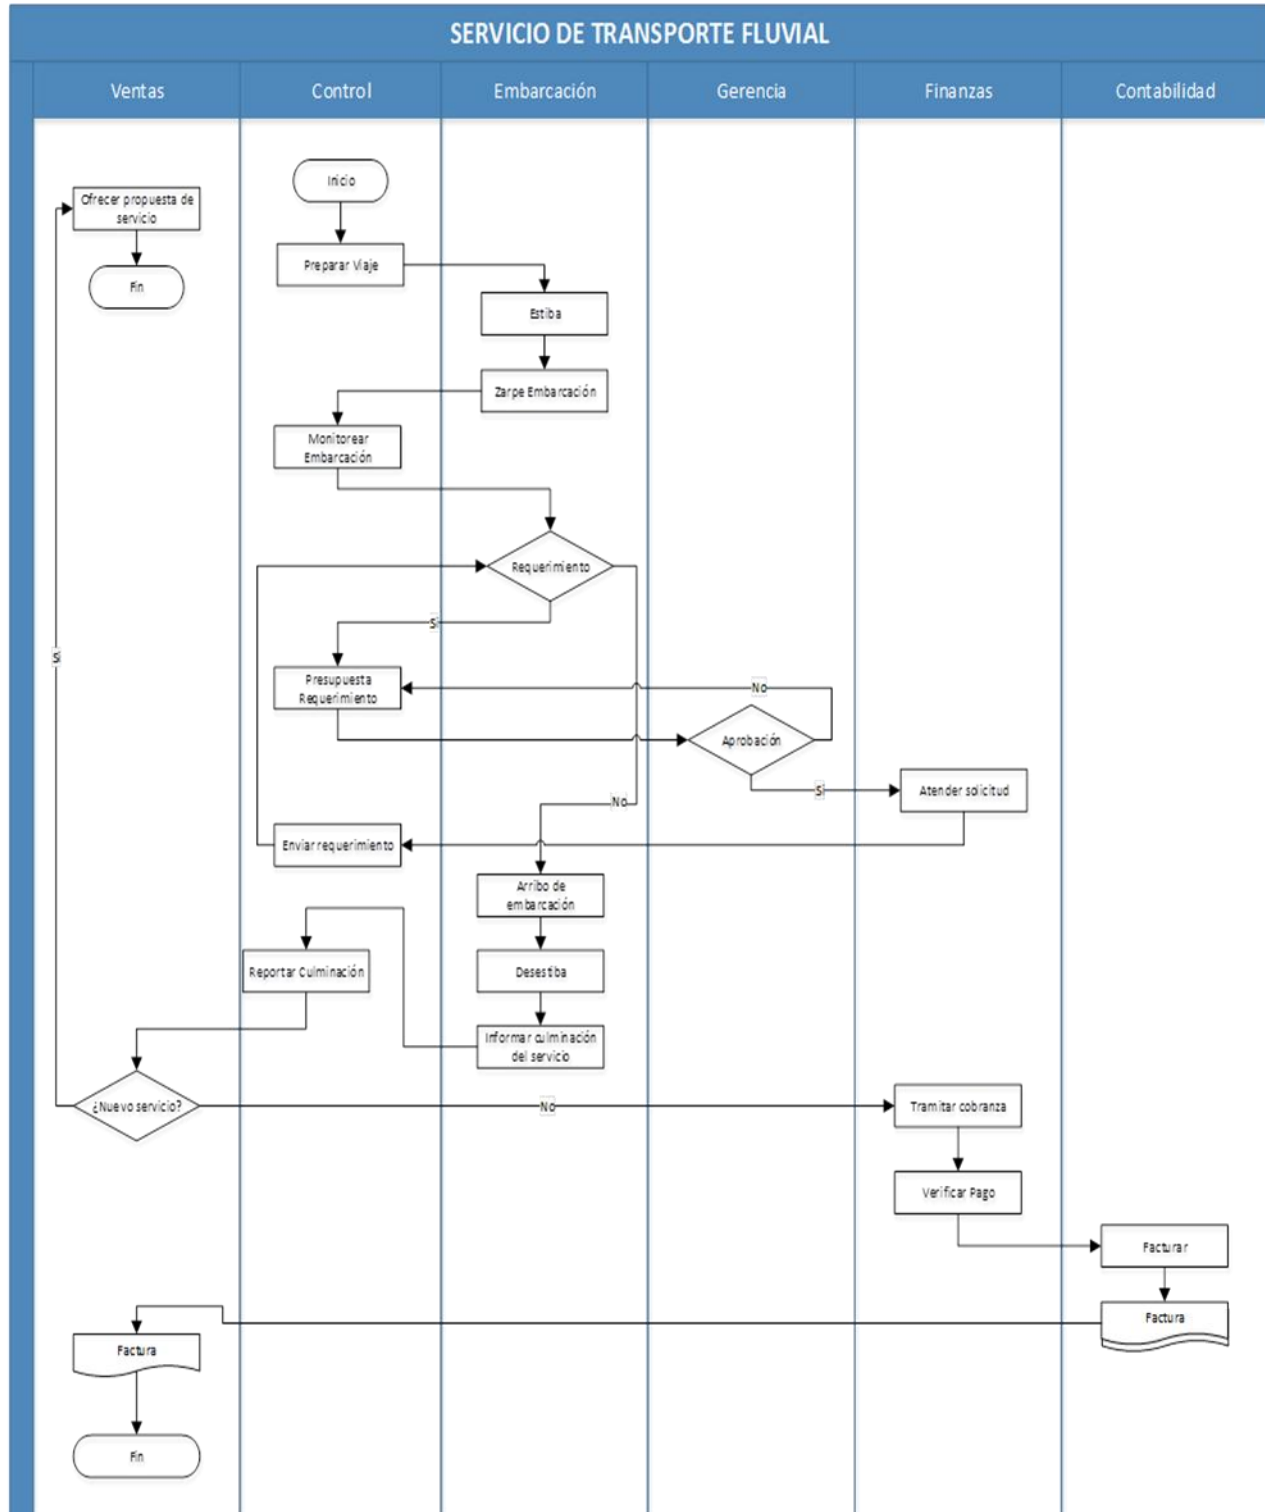 SERVICIO DE TRANSPORTE FLUVIAL
Ventas
Control
Embarcación
Gerencia
Finanzas
Contabilidad
Inicio
Ofrecer propuesta de
servicio
Preparar Viaje
Fin
Estiba
Zarpe Embarcación
Monitorear
Embarcación
Requerimiento
Si
Si
Presupuesta
Requerimiento
No
Aprobación
Si
Atender solicitud
No
Enviar requerimiento
Arribo de
embarcación
Reportar Culminación
Desestiba
Informar culminación
del servicio
¿Nuevo servicio?
No
Tramitar cobranza
Verificar Pago
Facturar
Factura
Factura
Fin